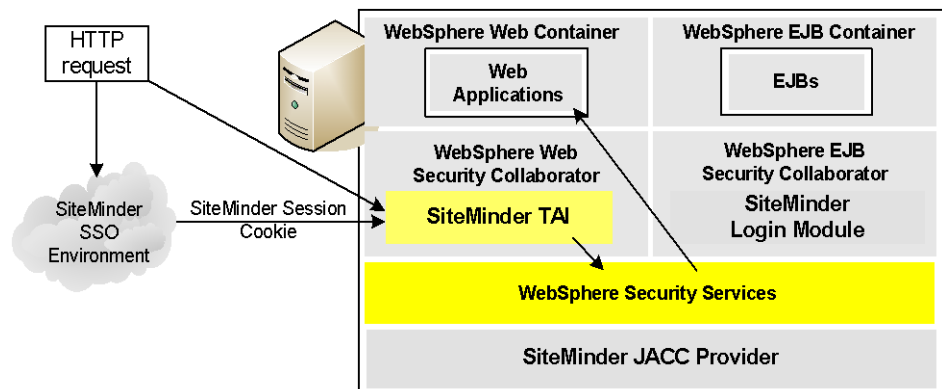 HTTP
request
SiteMinder
SSO
Environment
SiteMinder Session
Cookie
WebSphere Web Container
Web
Applications
WebSphere EJB Container
EJBs
WebSphere Web
Security Collaborator
SiteMinder TAI
WebSphere EJB
Security Collaborator
SiteMinder
Login Module
WebSphere Security Services
SiteMinder JACC Provider